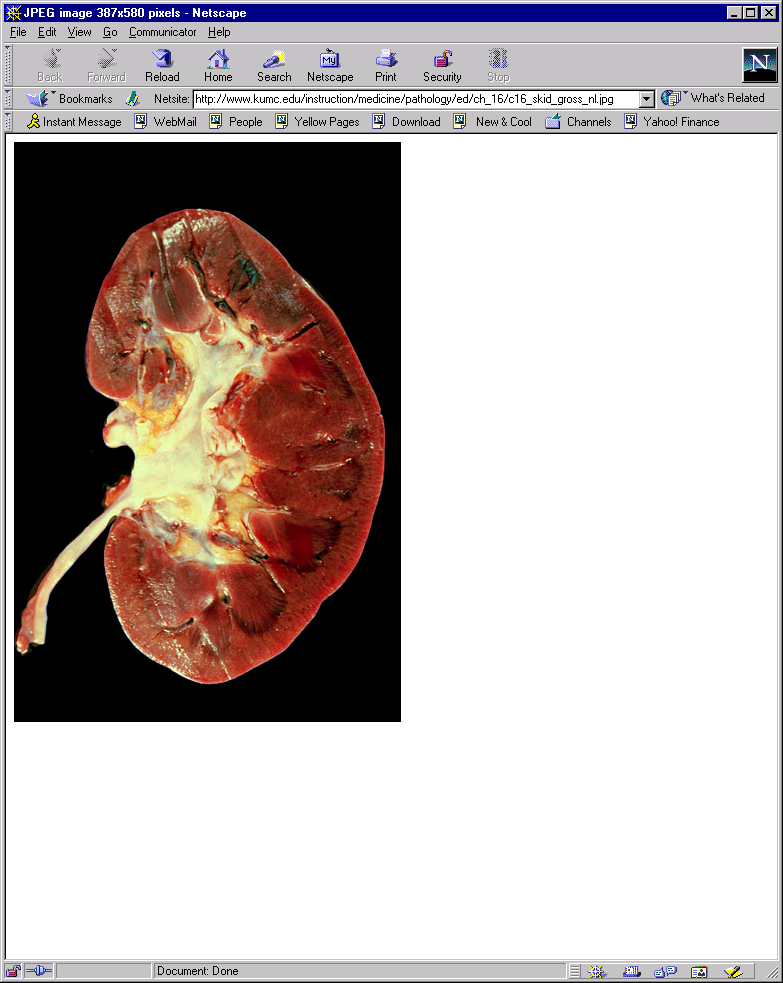 JPEG image 387x580 pixels - Netscape
File Edit View Go Communicator Help
Back Forward Reload Home Search Netscape Print Security Stop
My
N
Bookmarks Netsite: http://www.kumc.edu/instruction/medicine/pathology/ed/ch_16/c16_skid_gross_nl.jpg What's Related
Instant Message WebMail People Yellow Pages Download New & Cool Channels Yahoo! Finance
Document: Done